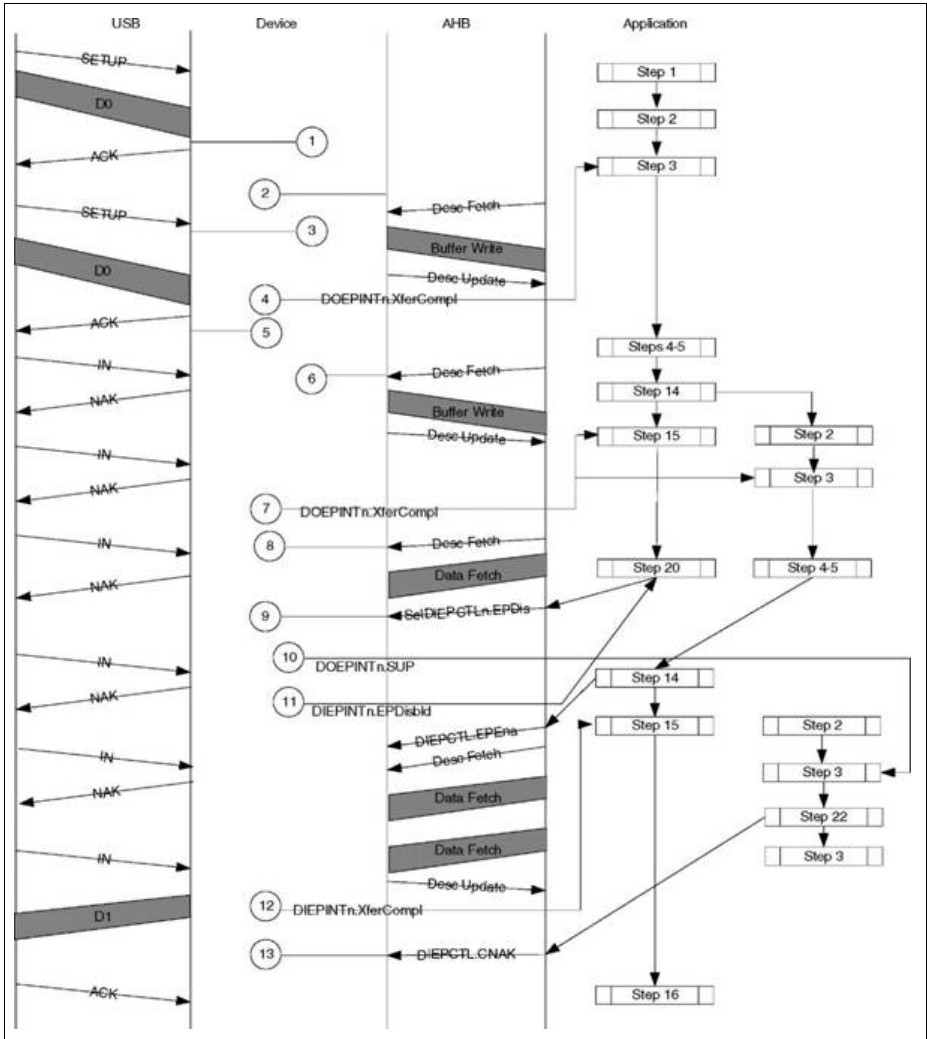 USB Device AHB Application
SETUP
Step 1
D0
Step 2
1
ACK
Step 3
2
Desc Fetch
SETUP
3
Buffer Write
D0
Desc Update
4 DOEPINTn.XferCompl
ACK
5
Steps 4-5
IN
6
Desc Fetch
Step 14
NAK
Buffer Write
Step 15
Step 2
Desc Update
IN
Step 3
NAK
7 DOEPINTn.XferCompl
IN
8
Desc Fetch
Step 20
Step 4-5
Data Fetch
NAK
9
SetDIEPCTLn.EPDis
IN
10
DOEPINTn.SUP
Step 14
NAK
11
DIEPINTn.EPDisbld
Step 15
Step 2
DIEPCTL.EPEna
IN
Desc Fetch
Step 3
NAK
Data Fetch
Step 22
Data Fetch
Step 3
IN
Desc Update
12 DIEPINTn.XferCompl
D1
13
DIEPCTL.CNAK
ACK
Step 16